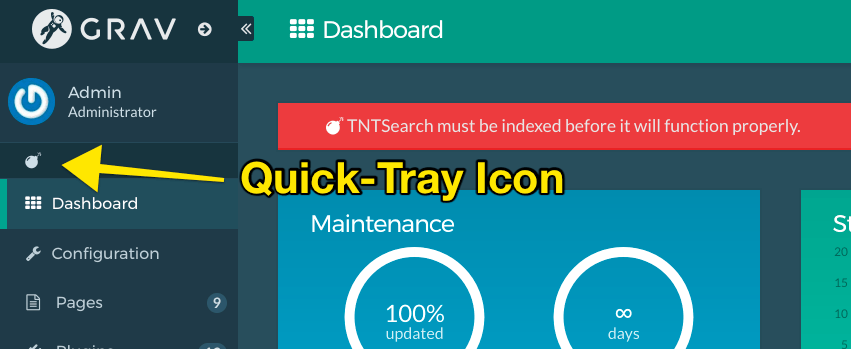 GRAV
Dashboard
Admin
Administrator
TNTSearch must be indexed before it will function properly.
Quick-Tray Icon
Dashboard
Configuration
Pages 9
Maintenance
100%
updated
∞
days
20
15
10
5